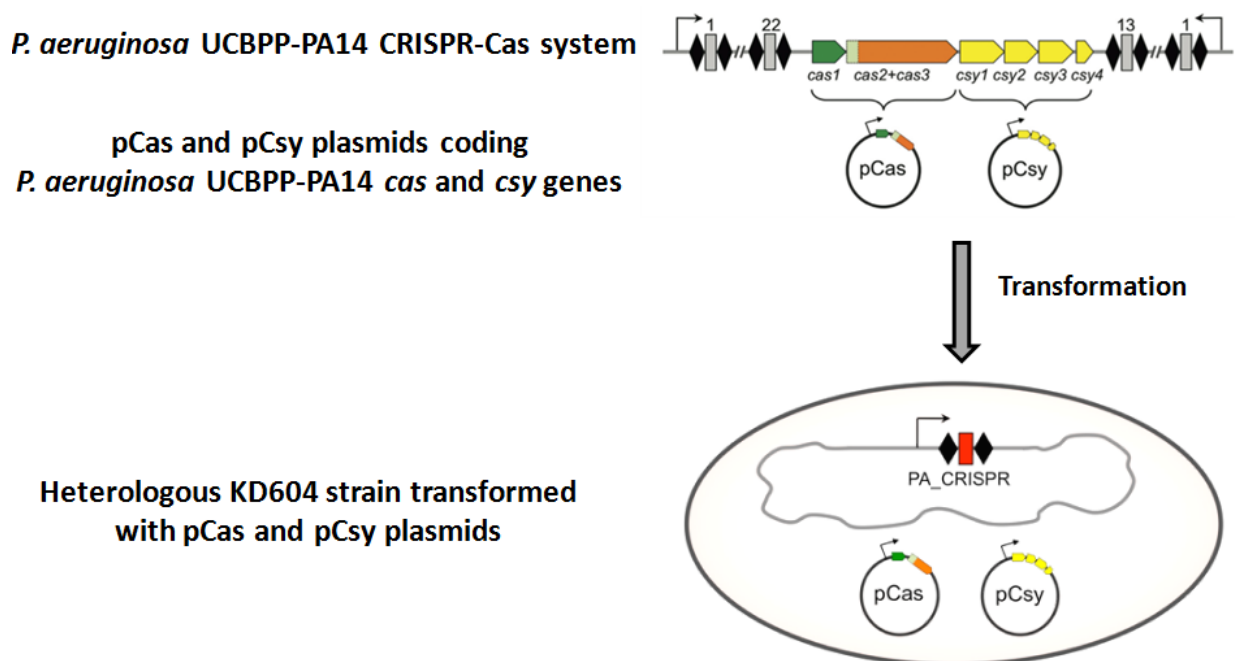 P. aeruginosa UCBPP-PA14 CRISPR-Cas system
1 22 13 1
cas1 cas2+cas3 csy1 csy2 csy3 csy4
pCas and pCsy plasmids coding
P. aeruginosa UCBPP-PA14 cas and csy genes
pCas pCsy
Transformation
PA_CRISPR
Heterologous KD604 strain transformed
with pCas and pCsy plasmids
pCas pCsy